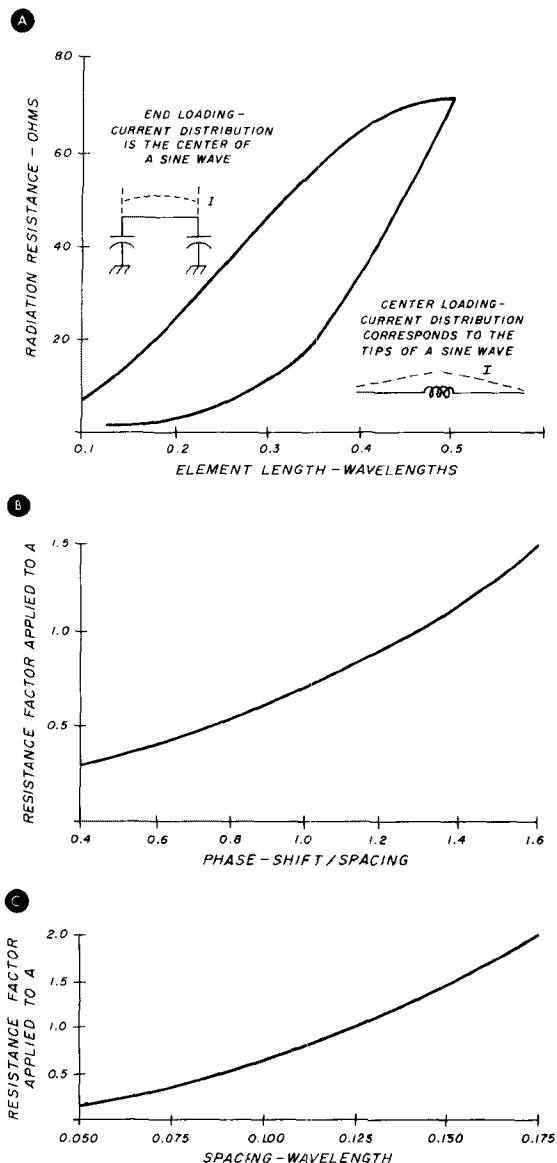 A
RADIATION RESISTANCE – OHMS
80
60
40
20
END LOADING –
CURRENT DISTRIBUTION
IS THE CENTER OF
A SINE WAVE
I
CENTER LOADING –
CURRENT DISTRIBUTION
CORRESPONDS TO THE
TIPS OF A SINE WAVE
I
0.1 0.2 0.3 0.4 0.5
ELEMENT LENGTH – WAVELENGTHS
B
RESISTANCE FACTOR APPLIED TO A
1.5
1.0
0.5
0.4 0.6 0.8 1.0 1.2 1.4 1.6
PHASE – SHIFT / SPACING
C
RESISTANCE FACTOR
APPLIED TO A
2.0
1.5
1.0
0.5
0.050 0.075 0.100 0.125 0.150 0.175
SPACING – WAVELENGTH